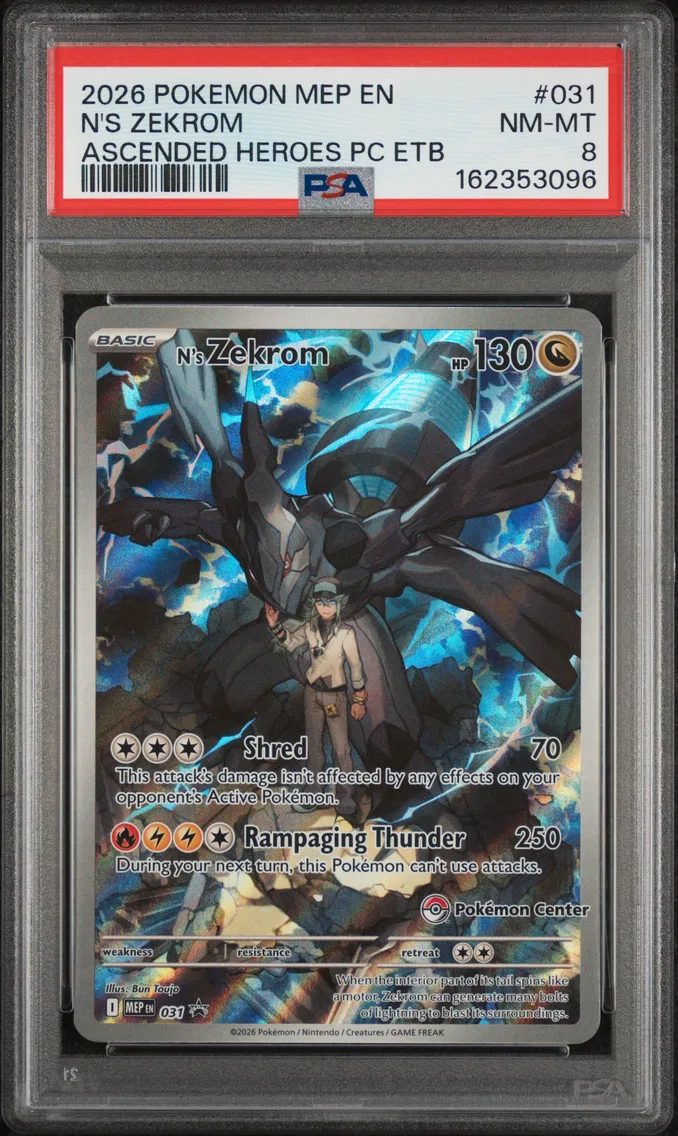 2026 POKEMON MEP EN #031
N'S ZEKROM NM-MT
ASCENDED HEROES PC ETB 8
PSA 162353096
BASIC N's Zekrom HP 130
Shred 70
This attack's damage isn't affected by any effects on your
opponent's Active Pokémon.
Rampaging Thunder 250
During your next turn, this Pokémon can't use attacks.
Pokémon Center
weakness resistance retreat
Illus. Bun Toujo
When the interior part of its tail spins like
a motor, Zekrom can generate many bolts
of lightning to blast its surroundings.
MEP EN 031
©2026 Pokémon / Nintendo / Creatures / GAME FREAK
PSA